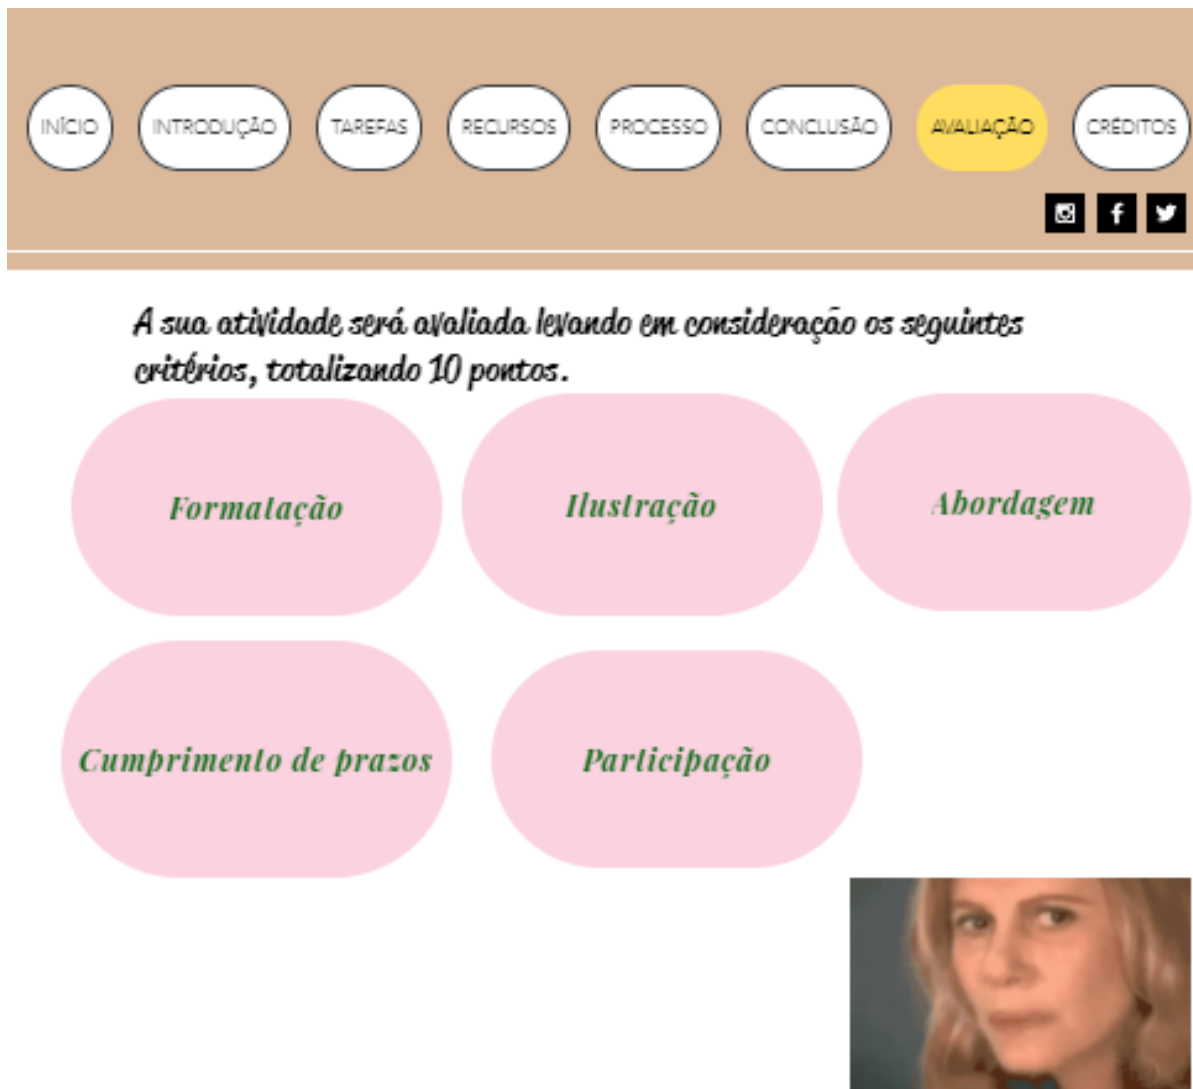 INÍCIO
INTRODUÇÃO
TAREFAS
RECURSOS
PROCESSO
CONCLUSÃO
AVALIAÇÃO
CRÉDITOS
A sua atividade será avaliada levando em consideração os seguintes
critérios, totalizando 10 pontos.
Formatação
Ilustração
Abordagem
Cumprimento de prazos
Participação